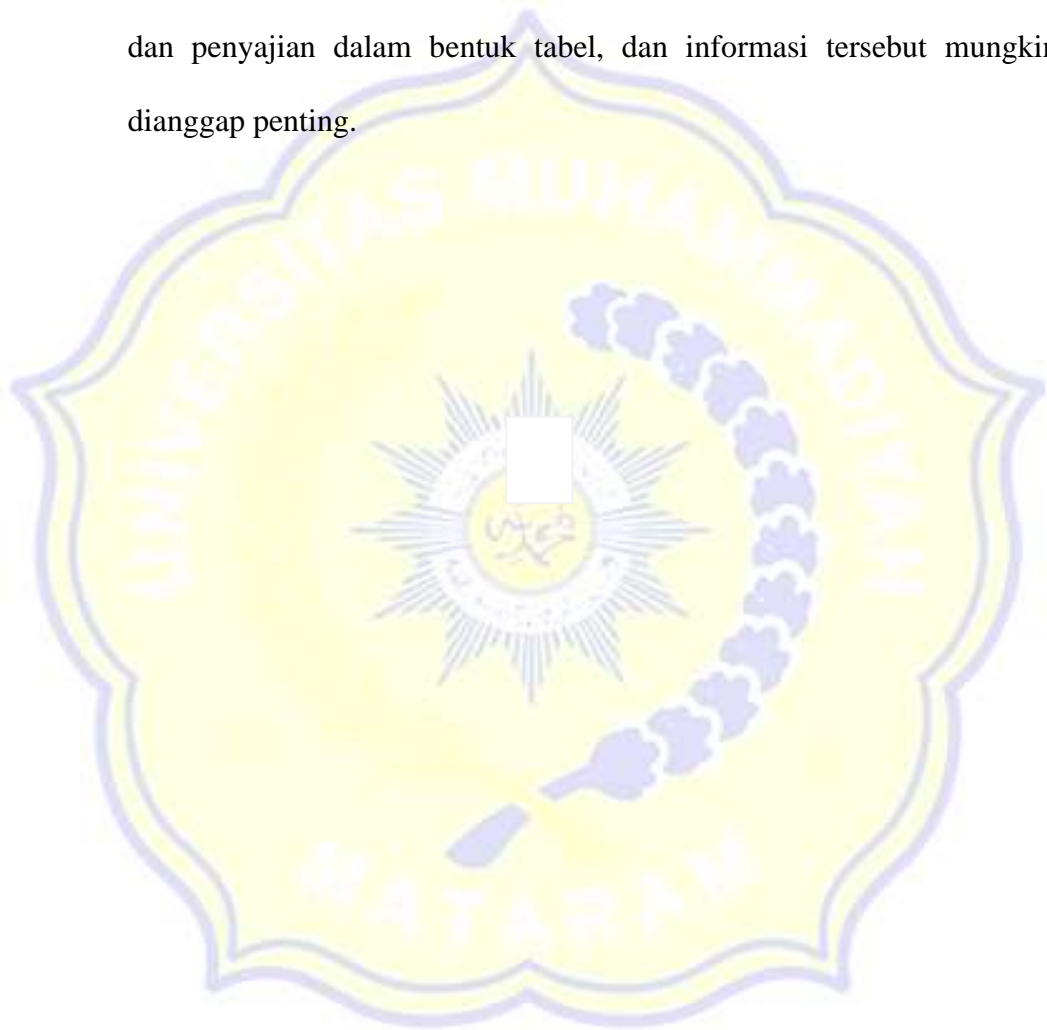 dan penyajian dalam bentuk tabel, dan informasi tersebut mungkin
dianggap penting.
UNIVERSITAS MUHAMMADIYAH
MATARAM